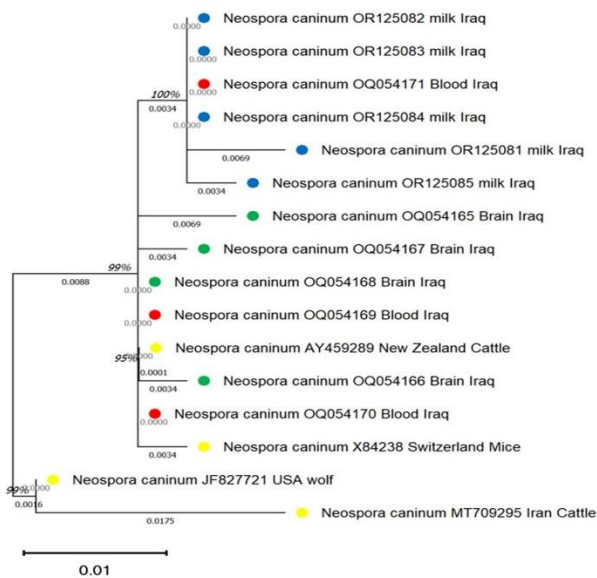 0.0000 Neospora caninum OR125082 milk Iraq
0.0000 Neospora caninum OR125083 milk Iraq
0.0000 Neospora caninum OQ054171 Blood Iraq
100%
0.0034
0.0000 Neospora caninum OR125084 milk Iraq
0.0069 Neospora caninum OR125081 milk Iraq
0.0034 Neospora caninum OR125085 milk Iraq
0.0069 Neospora caninum OQ054165 Brain Iraq
0.0034 Neospora caninum OQ054167 Brain Iraq
99%
0.0088
0.0000 Neospora caninum OQ054168 Brain Iraq
0.0000 Neospora caninum OQ054169 Blood Iraq
0.0000 Neospora caninum AY459289 New Zealand Cattle
95%
0.0001
0.0034 Neospora caninum OQ054166 Brain Iraq
0.0000 Neospora caninum OQ054170 Blood Iraq
0.0034 Neospora caninum X84238 Switzerland Mice
0.0000 Neospora caninum JF827721 USA wolf
99%
0.0016
0.0175 Neospora caninum MT709295 Iran Cattle
0.01